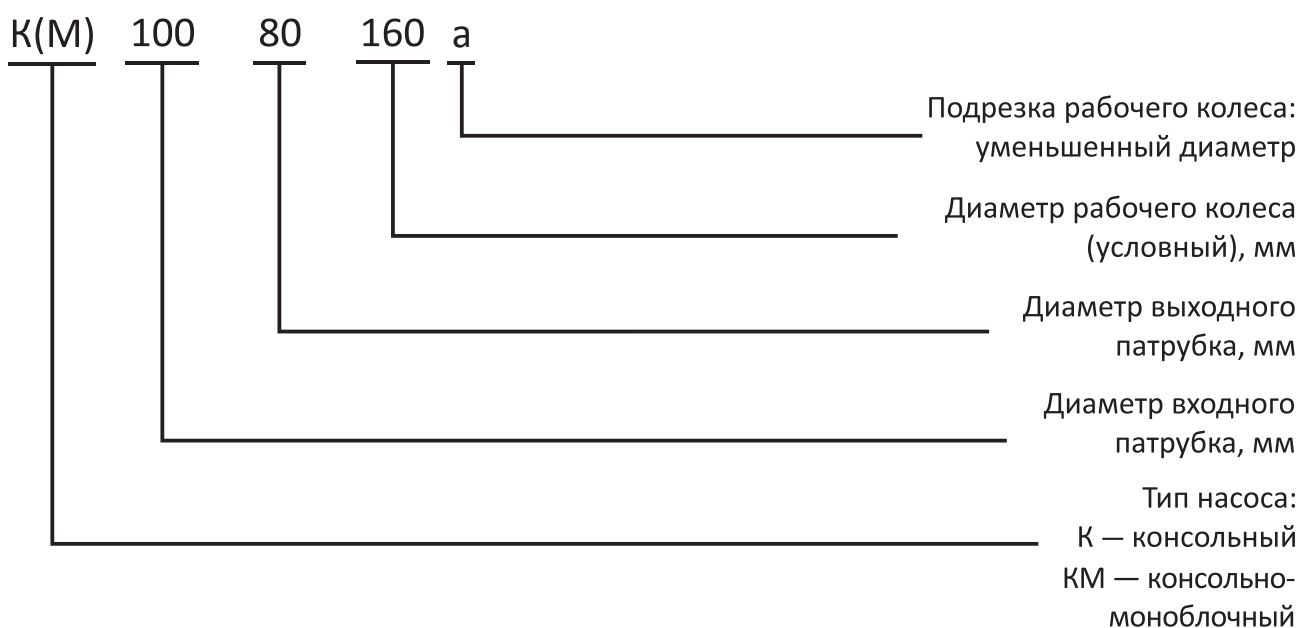 К(М) 100 80 160 а
Подрезка рабочего колеса:
уменьшенный диаметр
Диаметр рабочего колеса
(условный), мм
Диаметр выходного
патрубка, мм
Диаметр входного
патрубка, мм
Тип насоса:
К — консольный
КМ — консольно-
моноблочный